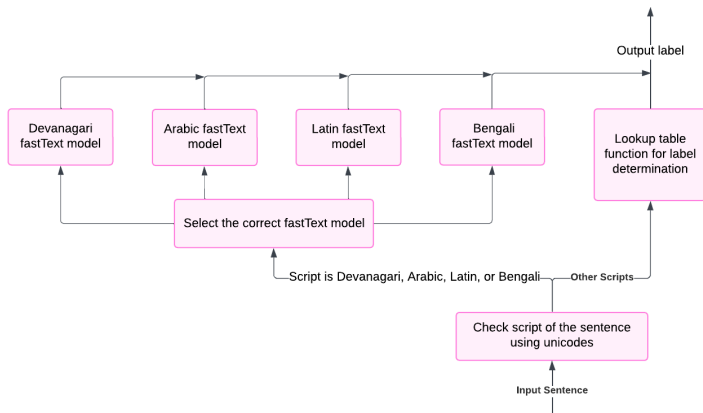 Output label
Devanagari
fastText model
Arabic fastText
model
Latin fastText
model
Bengali
fastText model
Lookup table
function for label
determination
Select the correct fastText model
Script is Devanagari, Arabic, Latin, or Bengali
Other Scripts
Check script of the sentence
using unicodes
Input Sentence